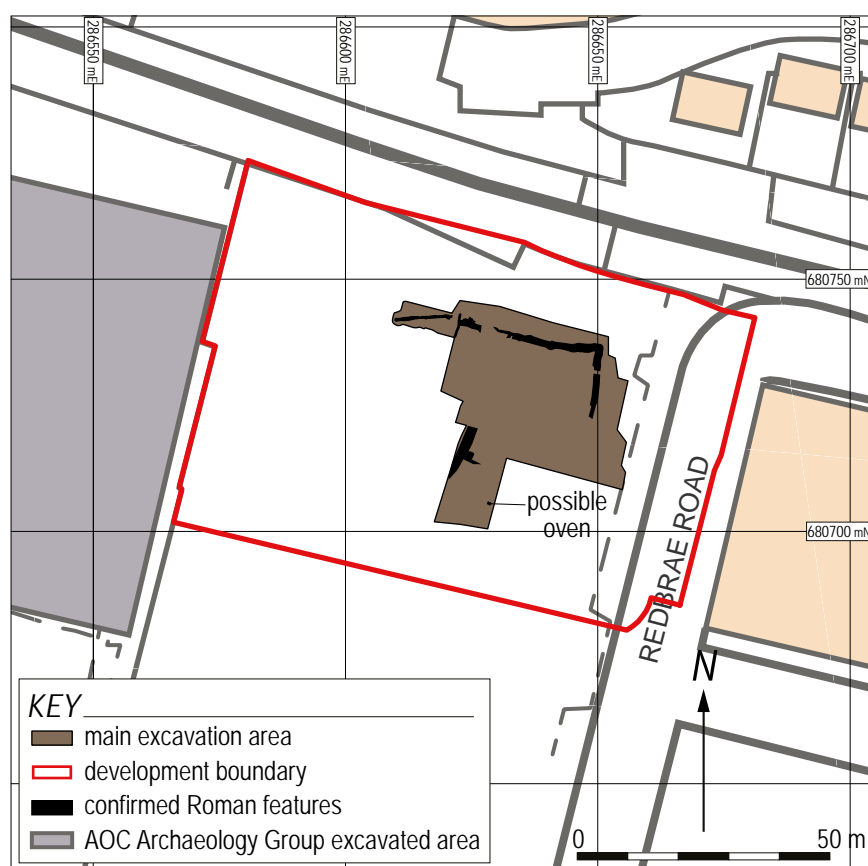 286550 mE
286600 mE
286650 mE
286700 mE
680750 mN
possible
oven
680700 mN
REDBRAE ROAD
N
KEY
main excavation area
development boundary
confirmed Roman features
AOC Archaeology Group excavated area
0
50 m